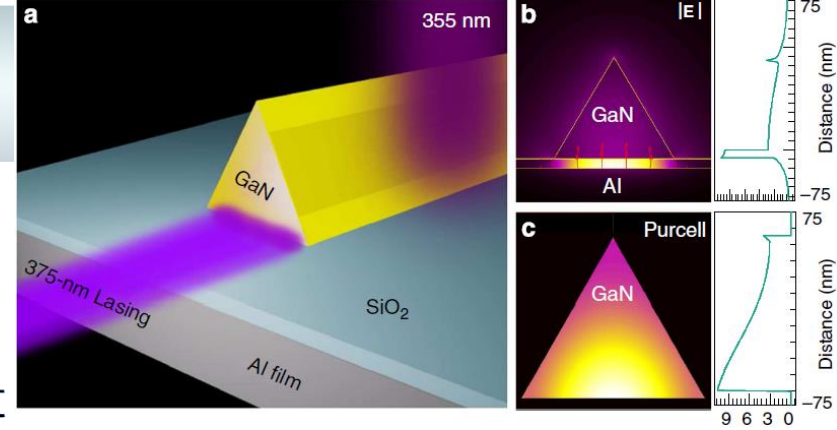 a
355 nm
GaN
375-nm Lasing
SiO₂
Al film
b
|E|
GaN
Al
75
Distance (nm)
–75
c
Purcell
GaN
75
Distance (nm)
–75
9 6 3 0